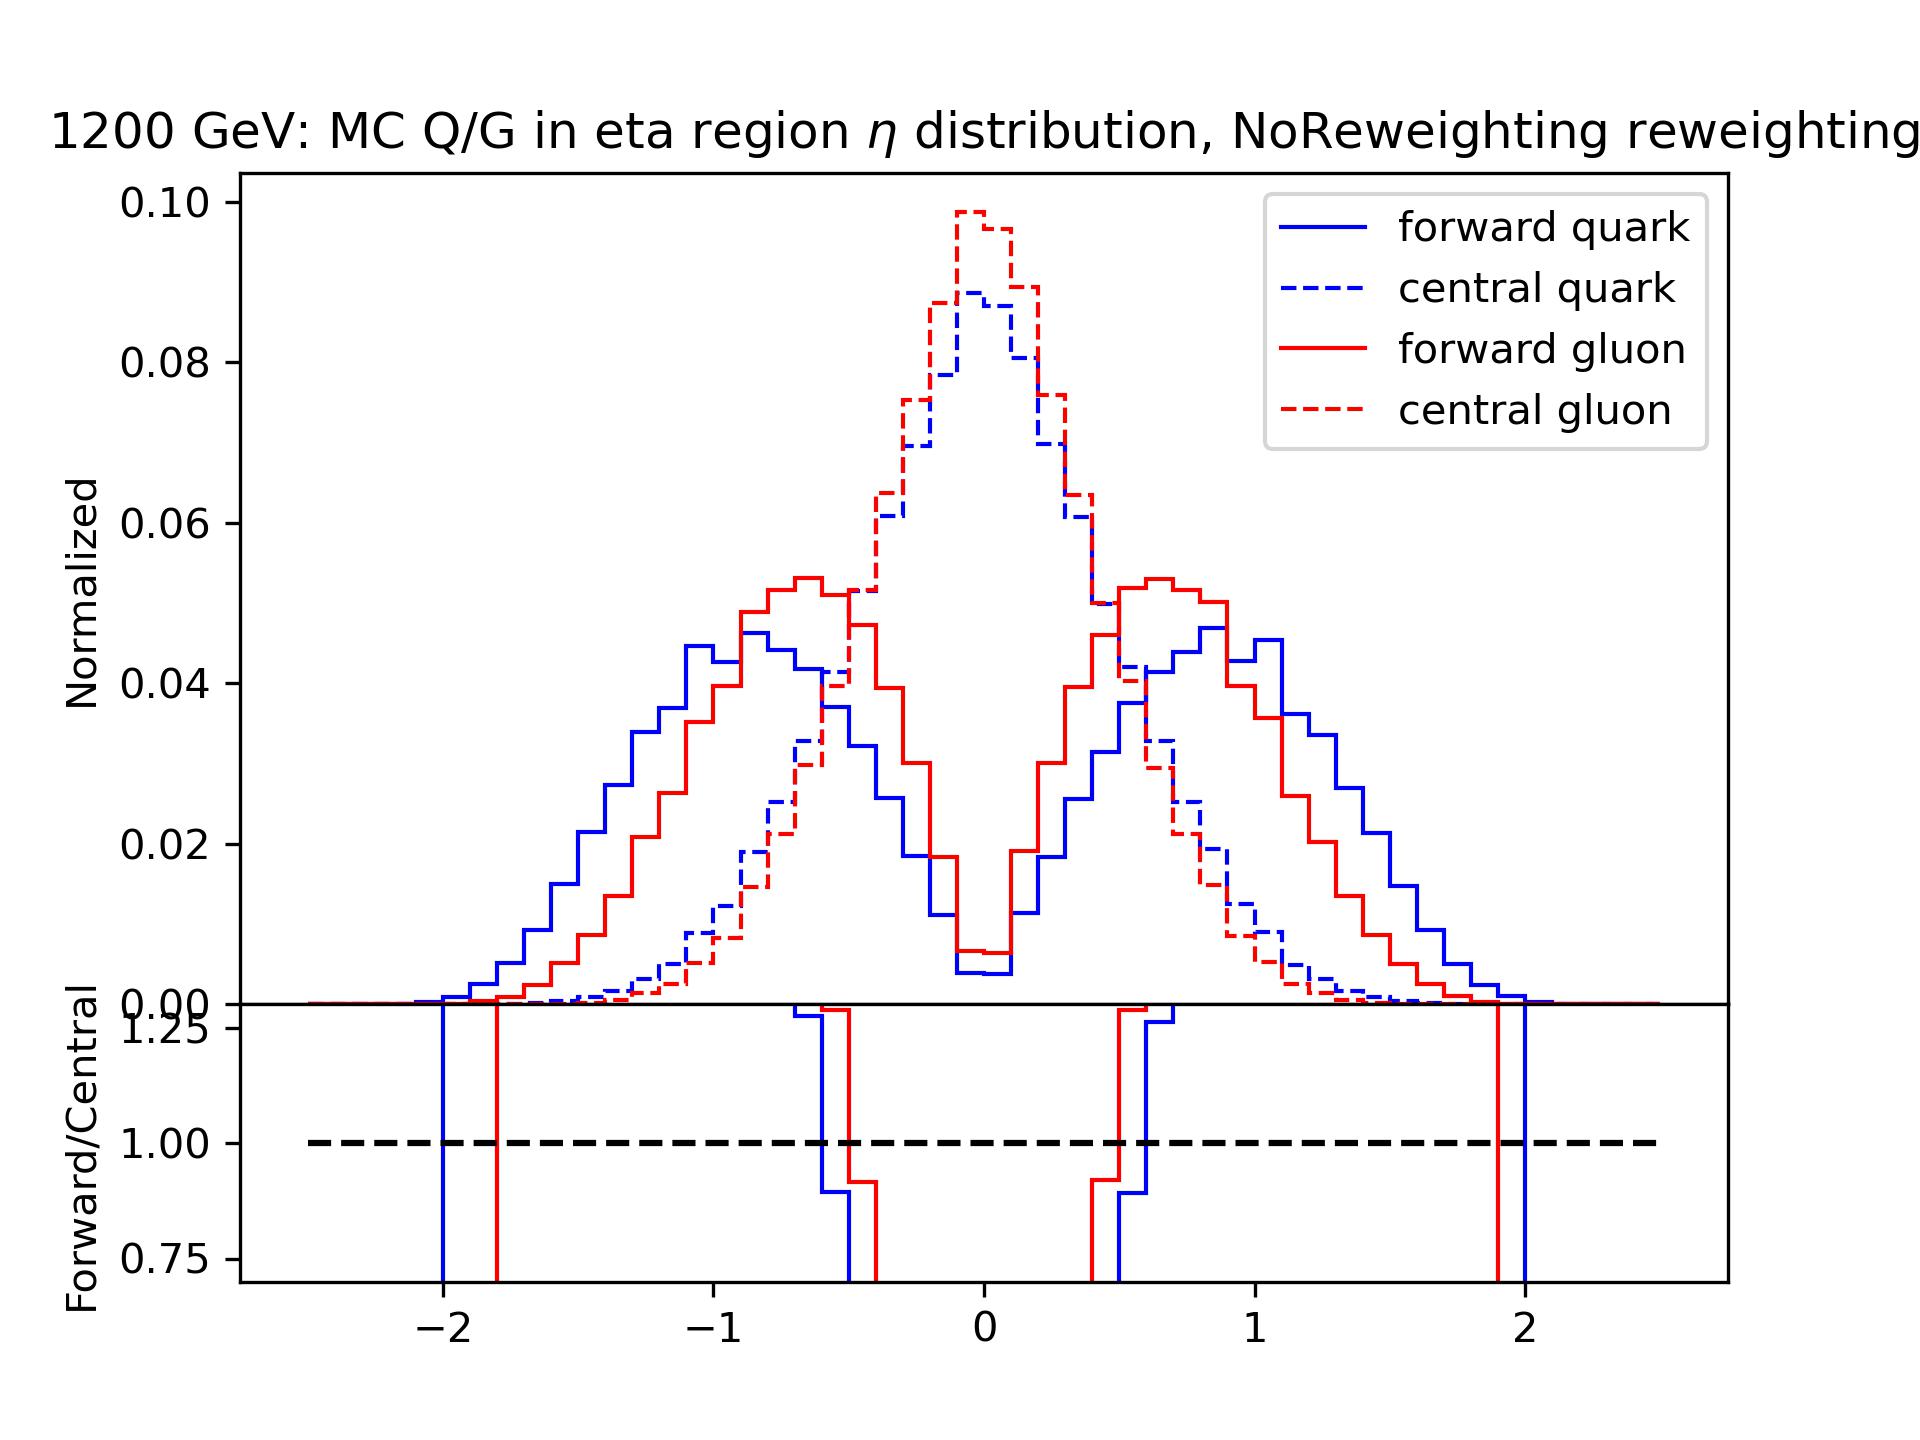 1200 GeV: MC Q/G in eta region η distribution, NoReweighting reweighting
Normalized
0.10
0.08
0.06
0.04
0.02
0.00
forward quark
central quark
forward gluon
central gluon
Forward/Central
1.25
1.00
0.75
−2
−1
0
1
2